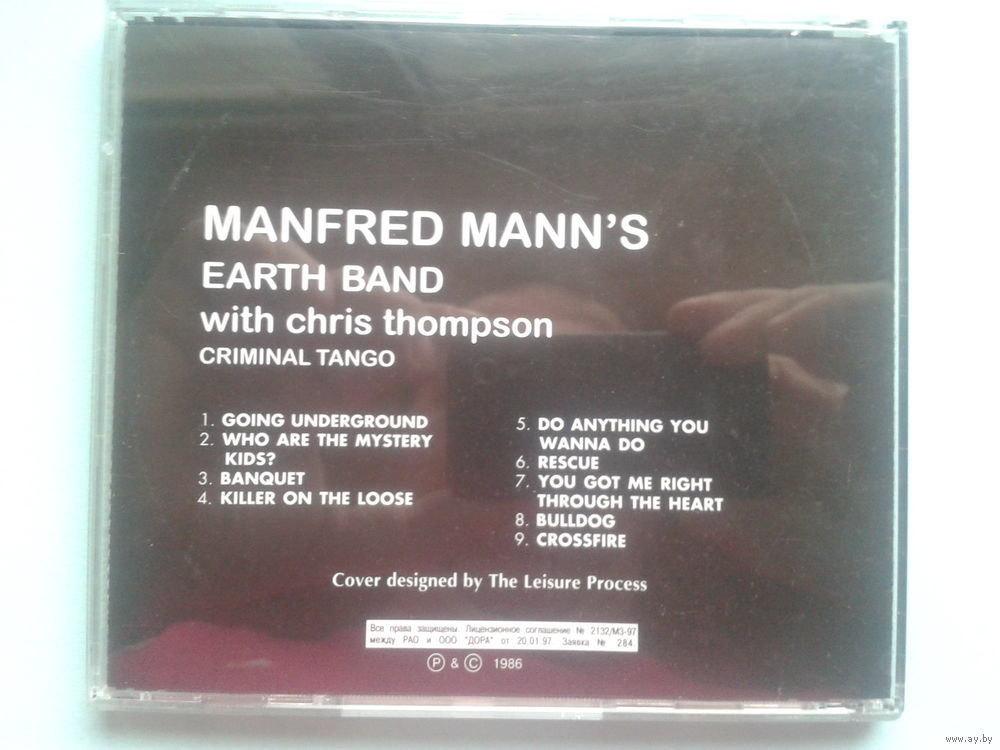 MANFRED MANN'S
EARTH BAND
with chris thompson
CRIMINAL TANGO
1. GOING UNDERGROUND
2. WHO ARE THE MYSTERY
KIDS?
3. BANQUET
4. KILLER ON THE LOOSE
5. DO ANYTHING YOU
WANNA DO
6. RESCUE
7. YOU GOT ME RIGHT
THROUGH THE HEART
8. BULLDOG
9. CROSSFIRE
Cover designed by The Leisure Process
Все права защищены. Лицензионное соглашение № 2132/МЗ-97
между РАО и ООО "ДОРА" от 20.01.97. Заявка № 284
Ⓟ & © 1986
www.ay.by